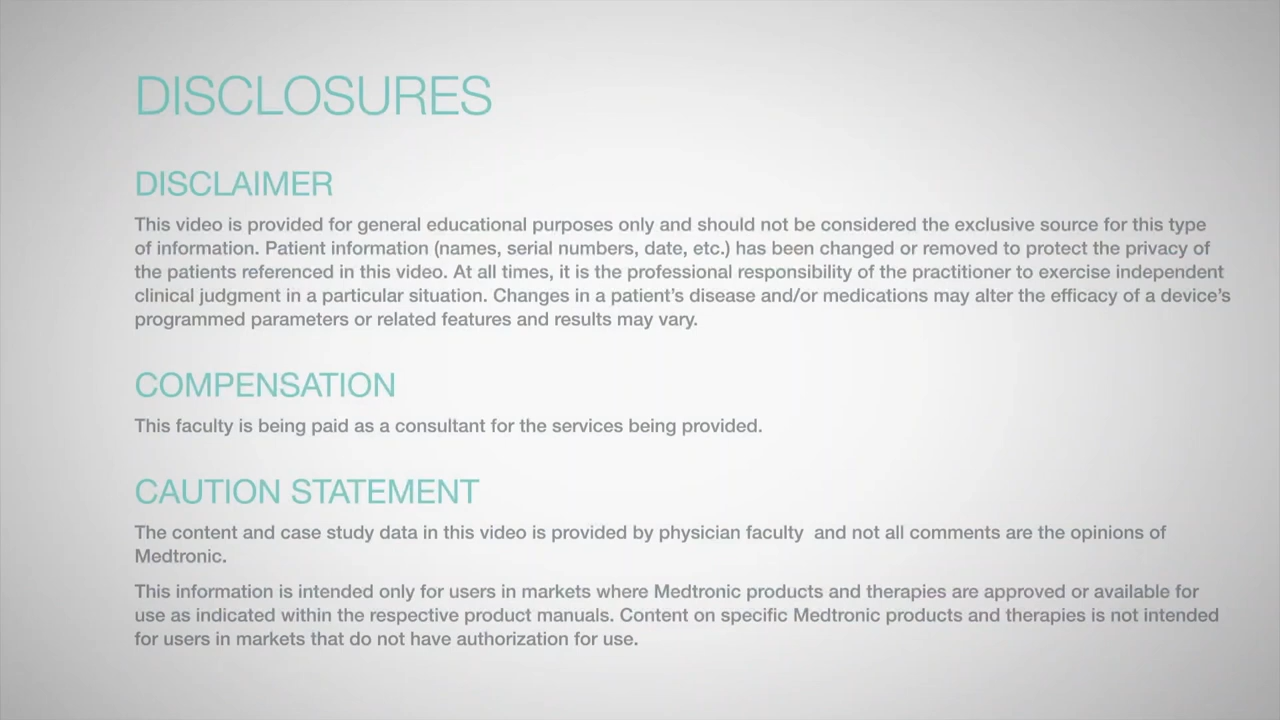 DISCLOSURES
DISCLAIMER
This video is provided for general educational purposes only and should not be considered the exclusive source for this type
of information. Patient information (names, serial numbers, date, etc.) has been changed or removed to protect the privacy of
the patients referenced in this video. At all times, it is the professional responsibility of the practitioner to exercise independent
clinical judgment in a particular situation. Changes in a patient’s disease and/or medications may alter the efficacy of a device’s
programmed parameters or related features and results may vary.
COMPENSATION
This faculty is being paid as a consultant for the services being provided.
CAUTION STATEMENT
The content and case study data in this video is provided by physician faculty  and not all comments are the opinions of
Medtronic.
This information is intended only for users in markets where Medtronic products and therapies are approved or available for
use as indicated within the respective product manuals. Content on specific Medtronic products and therapies is not intended
for users in markets that do not have authorization for use.